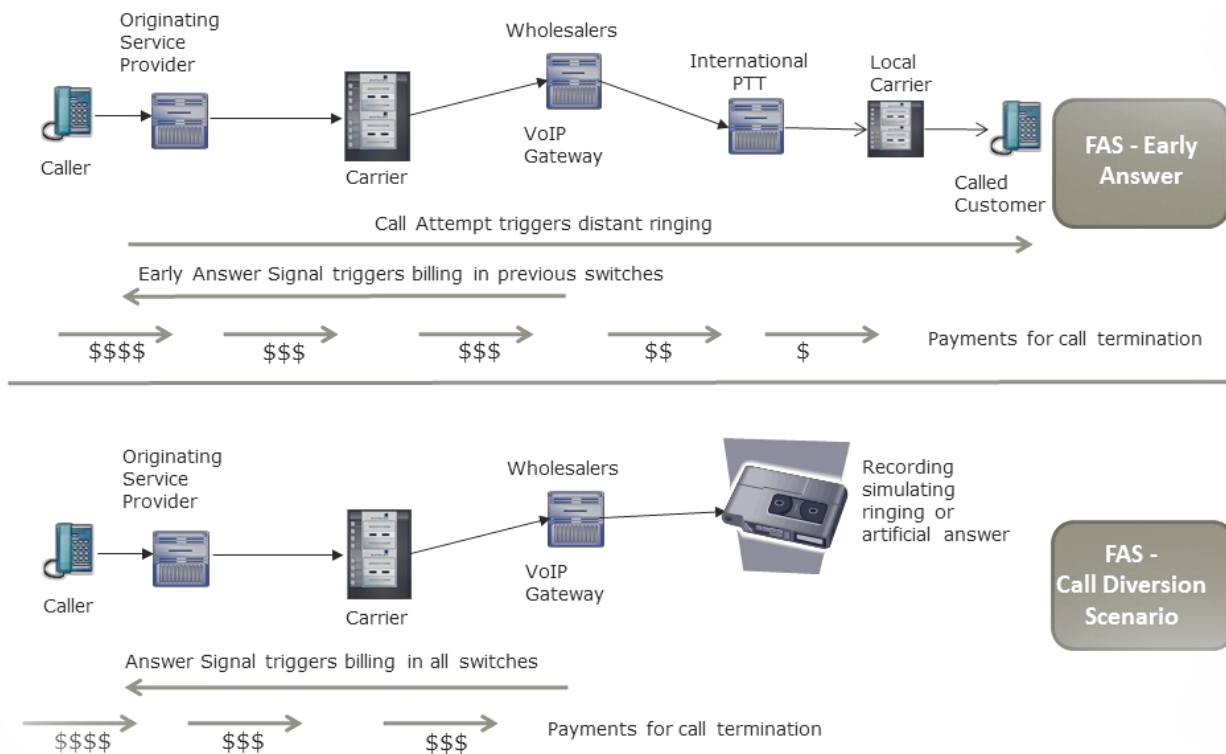 Originating
Service
Provider
Wholesalers
International
PTT
Local
Carrier
Caller
Carrier
VoIP
Gateway
Called
Customer
FAS - Early
Answer
Call Attempt triggers distant ringing
Early Answer Signal triggers billing in previous switches
$$$$
$$$
$$$
$$
$
Payments for call termination
Originating
Service
Provider
Wholesalers
Recording
simulating
ringing or
artificial answer
Caller
Carrier
VoIP
Gateway
FAS -
Call Diversion
Scenario
Answer Signal triggers billing in all switches
$$$$
$$$
$$$
Payments for call termination